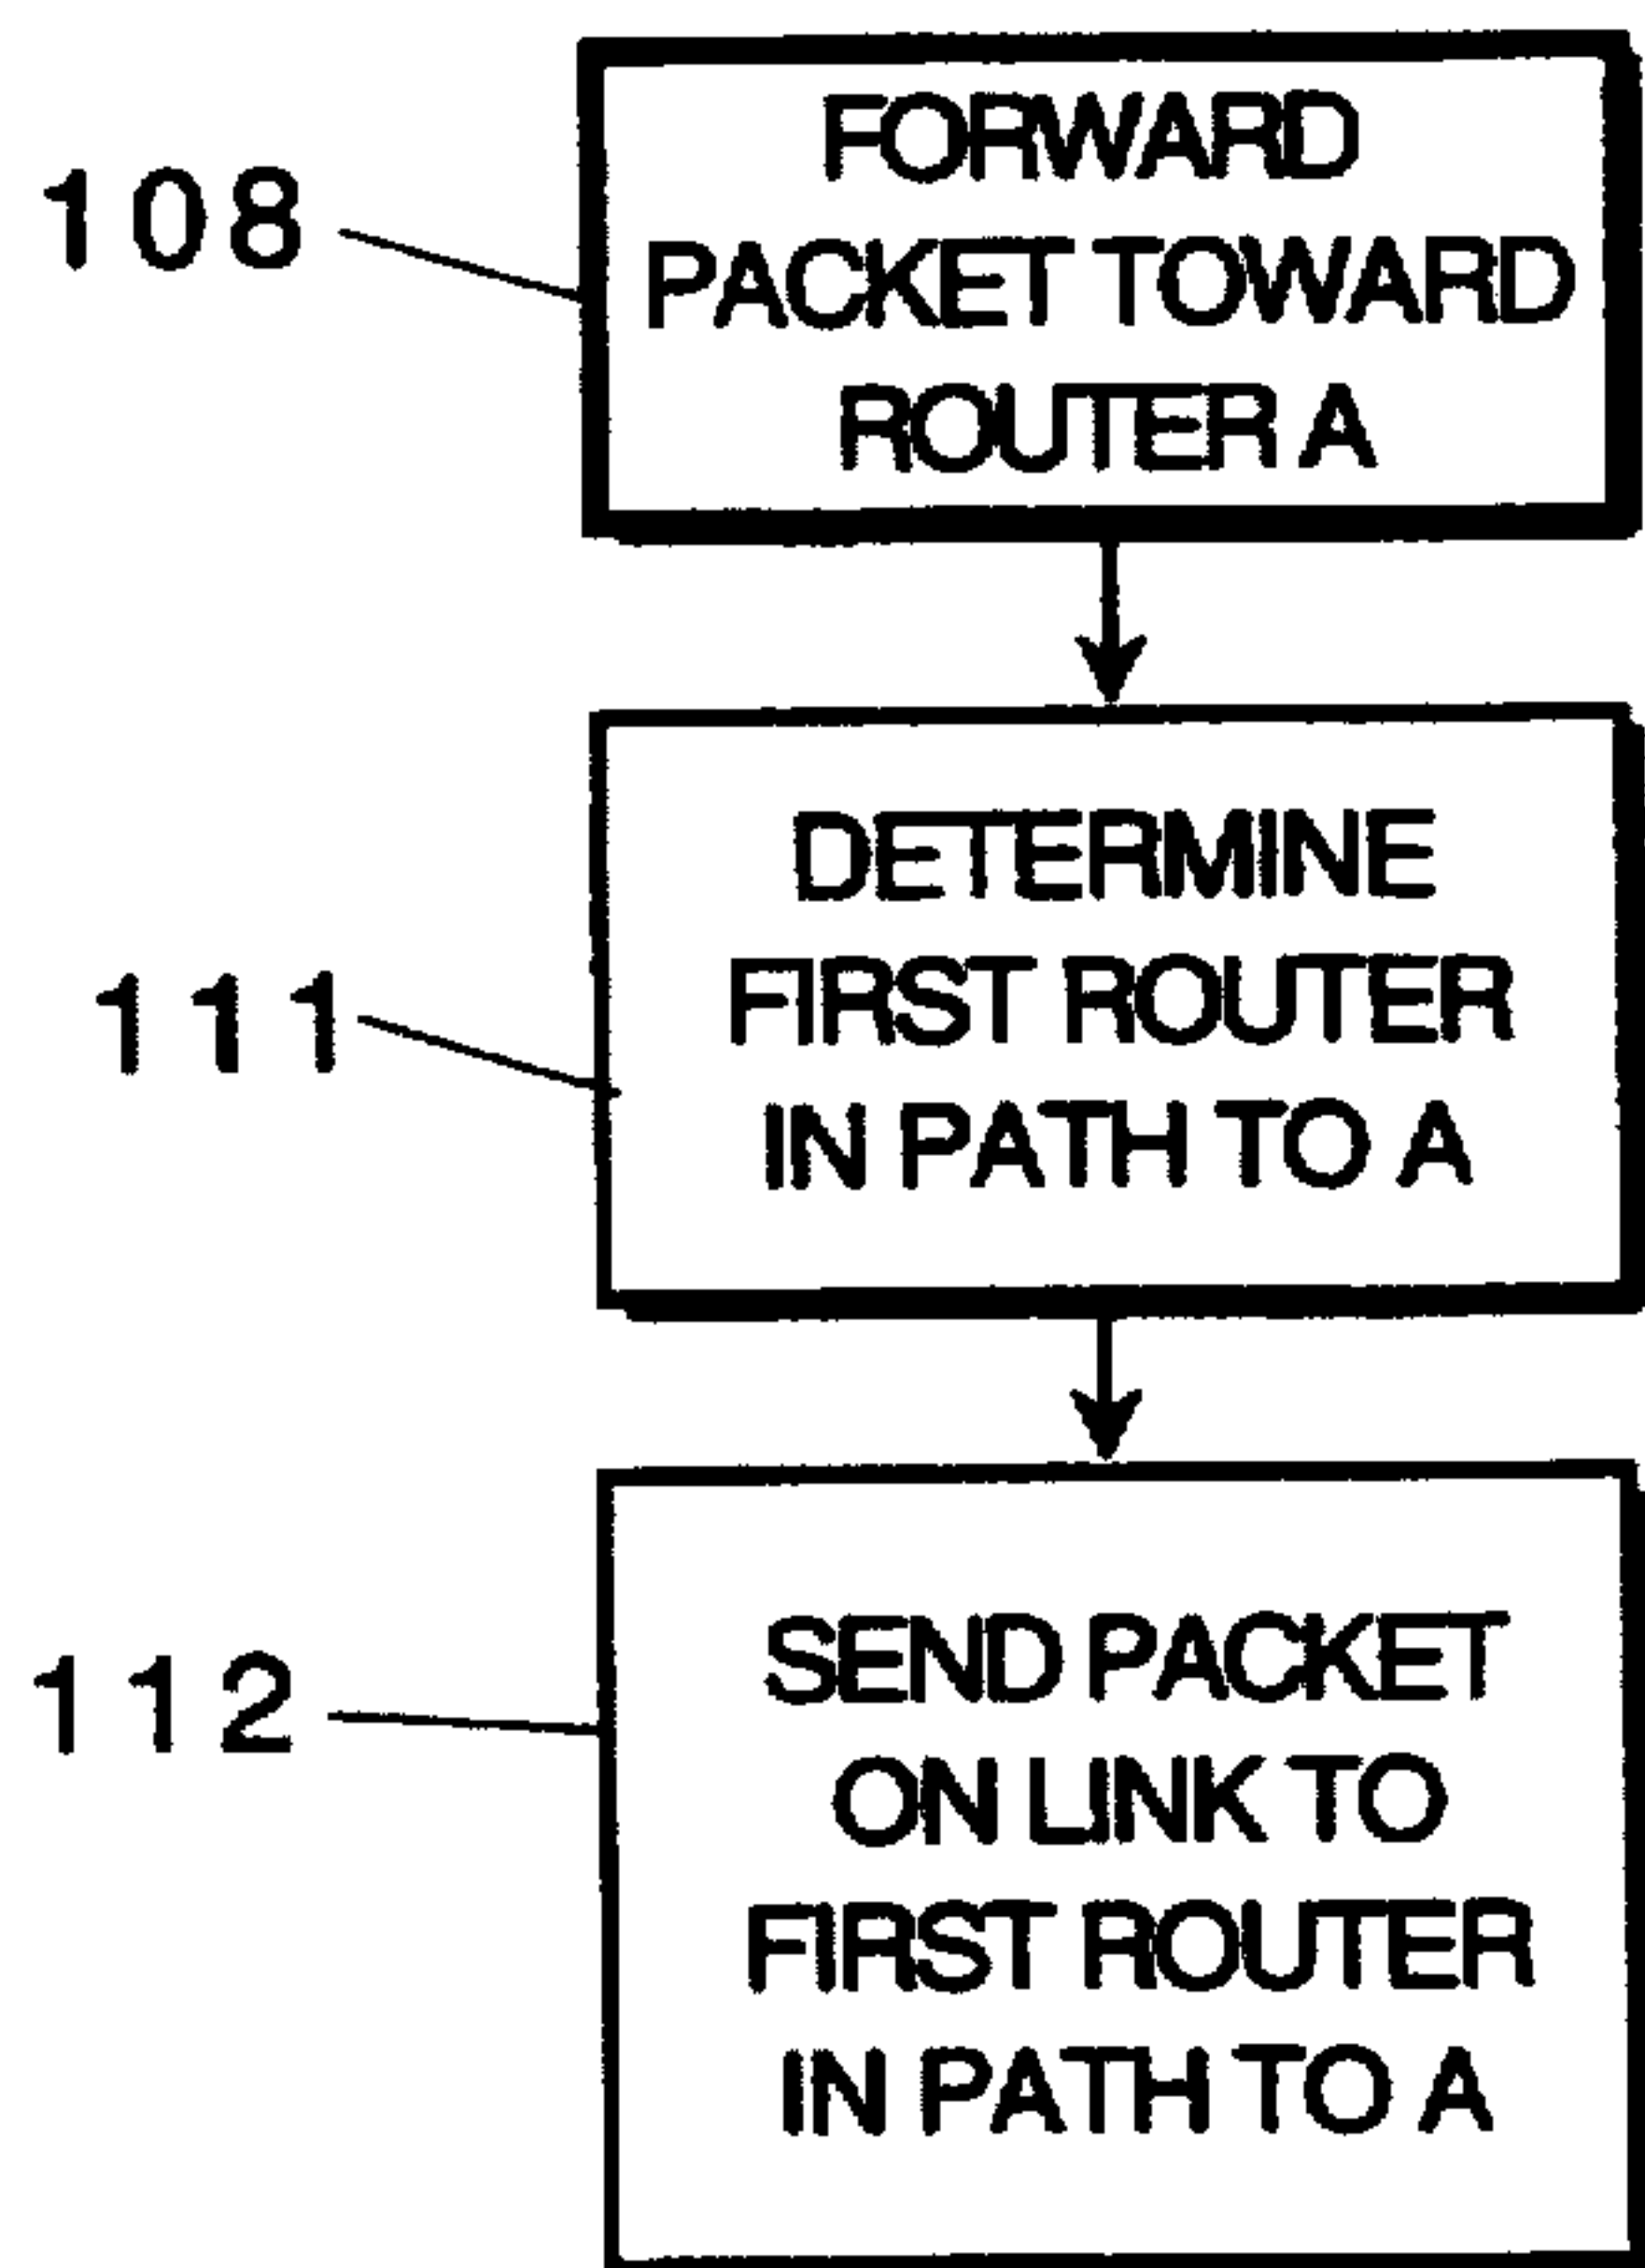 FORWARD
108
PACKET TOWARD
ROUTER A
DETERMINE
111
FIRST ROUTER
IN PATH TO A
SEND PACKET
112
ON LINK TO
FIRST ROUTER
IN PATH TO A